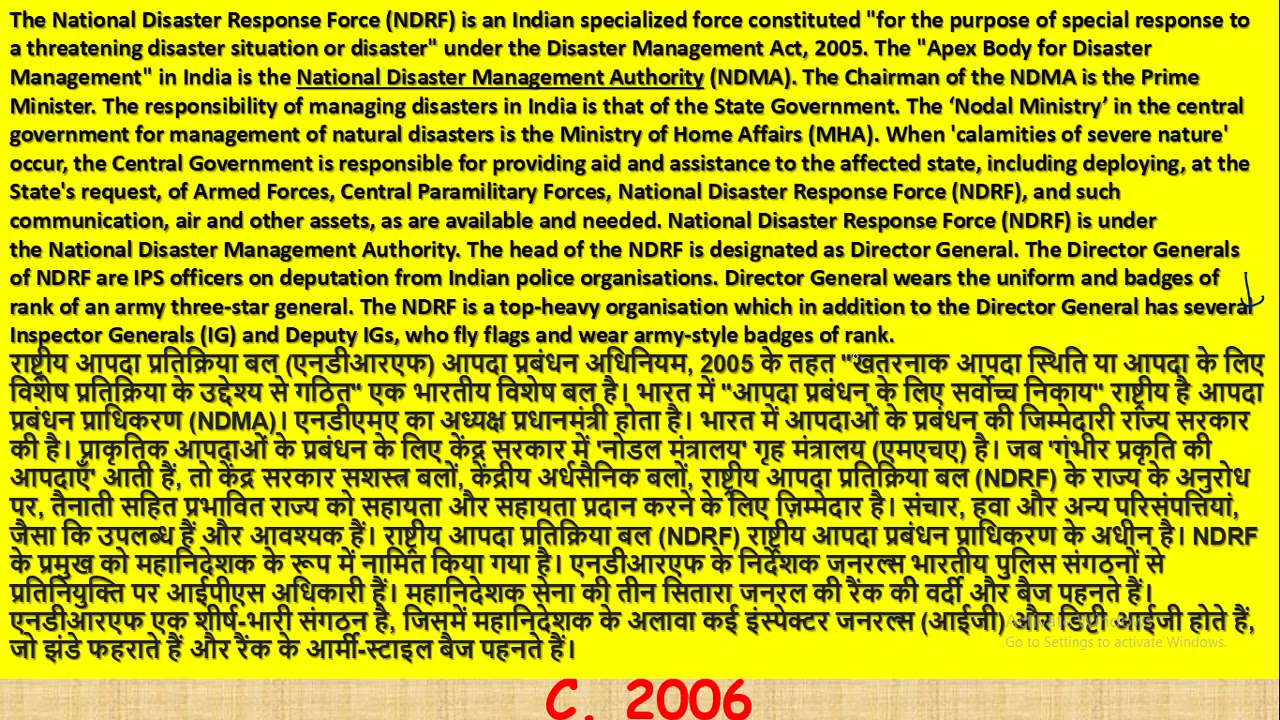 The National Disaster Response Force (NDRF) is an Indian specialized force constituted "for the purpose of special response to
a threatening disaster situation or disaster" under the Disaster Management Act, 2005. The "Apex Body for Disaster
Management" in India is the National Disaster Management Authority (NDMA). The Chairman of the NDMA is the Prime
Minister. The responsibility of managing disasters in India is that of the State Government. The ‘Nodal Ministry’ in the central
government for management of natural disasters is the Ministry of Home Affairs (MHA). When 'calamities of severe nature'
occur, the Central Government is responsible for providing aid and assistance to the affected state, including deploying, at the
State's request, of Armed Forces, Central Paramilitary Forces, National Disaster Response Force (NDRF), and such
communication, air and other assets, as are available and needed. National Disaster Response Force (NDRF) is under
the National Disaster Management Authority. The head of the NDRF is designated as Director General. The Director Generals
of NDRF are IPS officers on deputation from Indian police organisations. Director General wears the uniform and badges of
rank of an army three-star general. The NDRF is a top-heavy organisation which in addition to the Director General has several
Inspector Generals (IG) and Deputy IGs, who fly flags and wear army-style badges of rank.
राष्ट्रीय आपदा प्रतिक्रिया बल (एनडीआरएफ) आपदा प्रबंधन अधिनियम, 2005 के तहत "खतरनाक आपदा स्थिति या आपदा के लिए
विशेष प्रतिक्रिया के उद्देश्य से गठित" एक भारतीय विशेष बल है। भारत में "आपदा प्रबंधन के लिए सर्वोच्च निकाय" राष्ट्रीय है आपदा
प्रबंधन प्राधिकरण (NDMA)। एनडीएमए का अध्यक्ष प्रधानमंत्री होता है। भारत में आपदाओं के प्रबंधन की जिम्मेदारी राज्य सरकार
की है। प्राकृतिक आपदाओं के प्रबंधन के लिए केंद्र सरकार में 'नोडल मंत्रालय' गृह मंत्रालय (एमएचए) है। जब 'गंभीर प्रकृति की
आपदाएँ' आती हैं, तो केंद्र सरकार सशस्त्र बलों, केंद्रीय अर्धसैनिक बलों, राष्ट्रीय आपदा प्रतिक्रिया बल (NDRF) के राज्य के अनुरोध
पर, तैनाती सहित प्रभावित राज्य को सहायता और सहायता प्रदान करने के लिए ज़िम्मेदार है। संचार, हवा और अन्य परिसंपत्तियां,
जैसा कि उपलब्ध हैं और आवश्यक हैं। राष्ट्रीय आपदा प्रतिक्रिया बल (NDRF) राष्ट्रीय आपदा प्रबंधन प्राधिकरण के अधीन है। NDRF
के प्रमुख को महानिदेशक के रूप में नामित किया गया है। एनडीआरएफ के निदेशक जनरल्स भारतीय पुलिस संगठनों से
प्रतिनियुक्ति पर आईपीएस अधिकारी हैं। महानिदेशक सेना की तीन सितारा जनरल की रैंक की वर्दी और बैज पहनते हैं।
एनडीआरएफ एक शीर्ष-भारी संगठन है, जिसमें महानिदेशक के अलावा कई इंस्पेक्टर जनरल्स (आईजी) और डिप्टी आईजी होते हैं,
जो झंडे फहराते हैं और रैंक के आर्मी-स्टाइल बैज पहनते हैं।
Activate Windows
Go to Settings to activate Windows.
C. 2006